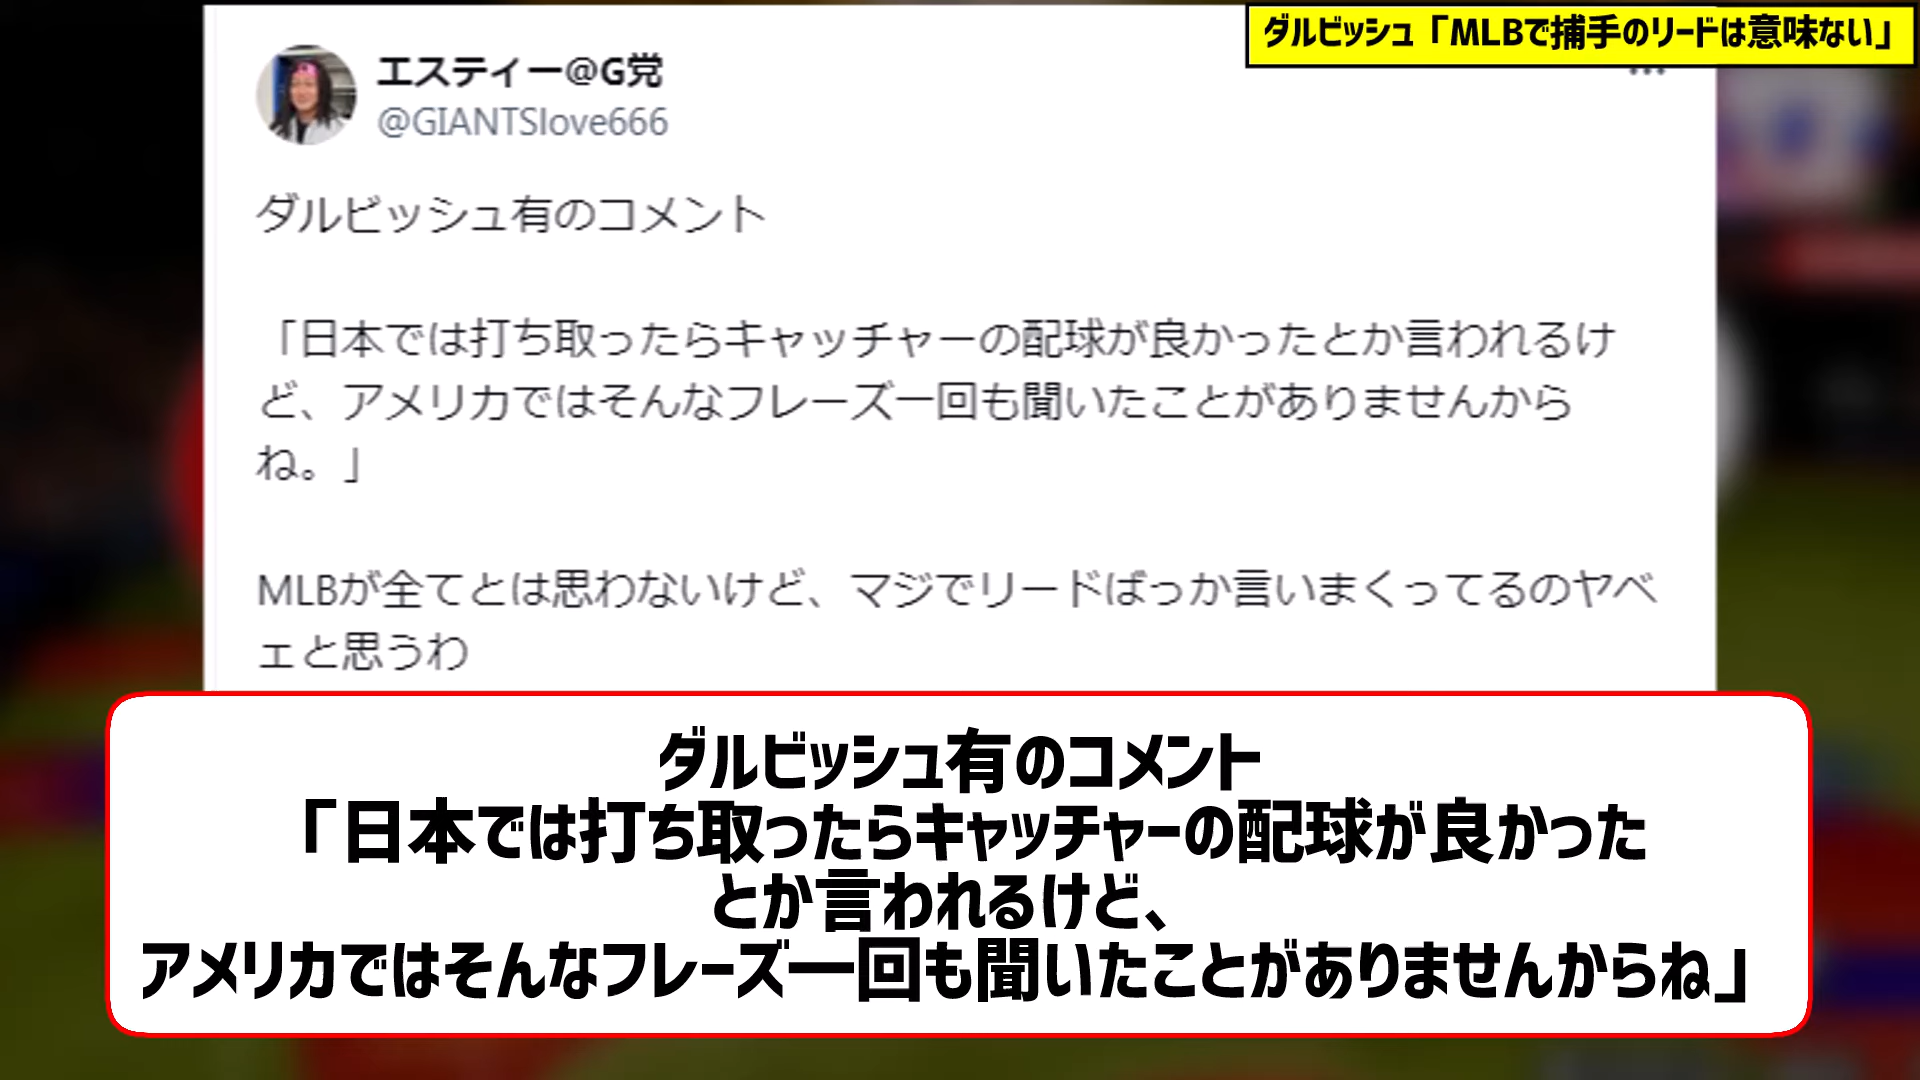 ダルビッシュ「MLBで捕手のリードは意味ない」
エスティー@G党
@GIANTSlove666
ダルビッシュ有のコメント
「日本では打ち取ったらキャッチャーの配球が良かったとか言われるけ
ど、アメリカではそんなフレーズ一回も聞いたことがありませんから
ね。」
MLBが全てとは思わないけど、マジでリードばっか言いまくってるのヤベ
ェと思うわ
ダルビッシュ有のコメント
「日本では打ち取ったらキャッチャーの配球が良かった
とか言われるけど、
アメリカではそんなフレーズ一回も聞いたことがありませんからね」